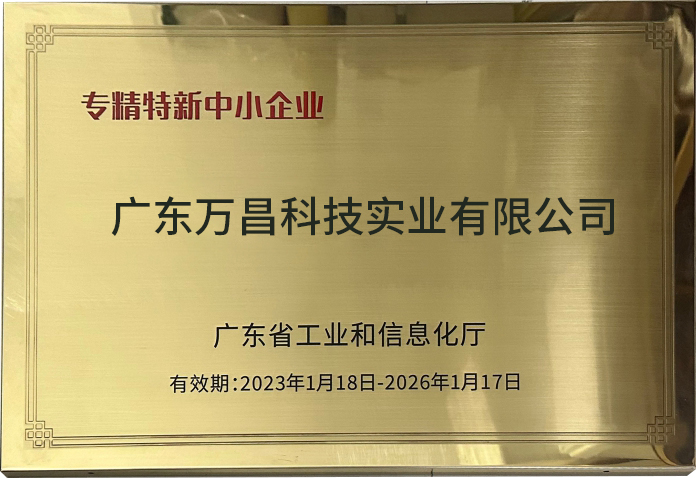 专精特新中小企业
广东万昌科技实业有限公司
广东省工业和信息化厅
有效期:2023年1月18日-2026年1月17日